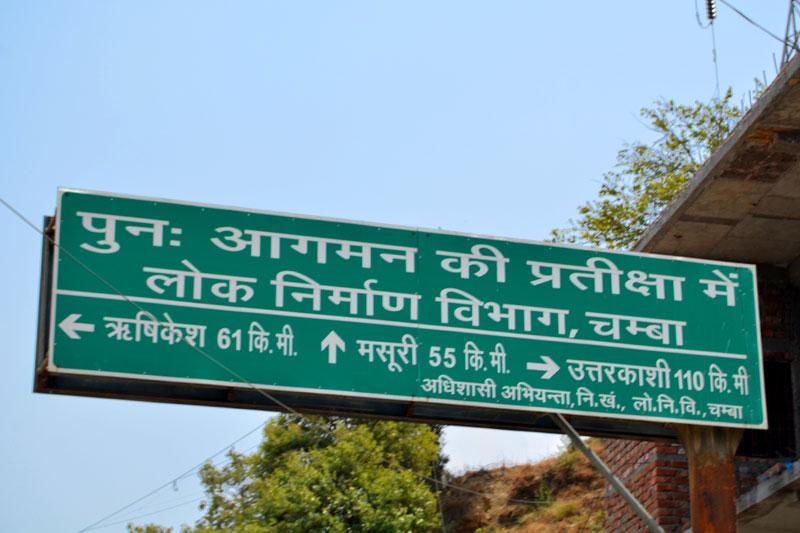 पुनः आगमन की प्रतीक्षा में
लोक निर्माण विभाग, चम्बा
← ऋषिकेश 61 कि.मी. ↑ मसूरी 55 कि.मी. → उत्तरकाशी 110 कि.मी
अधिशासी अभियन्ता, नि.खं., लो.नि.वि., चम्बा